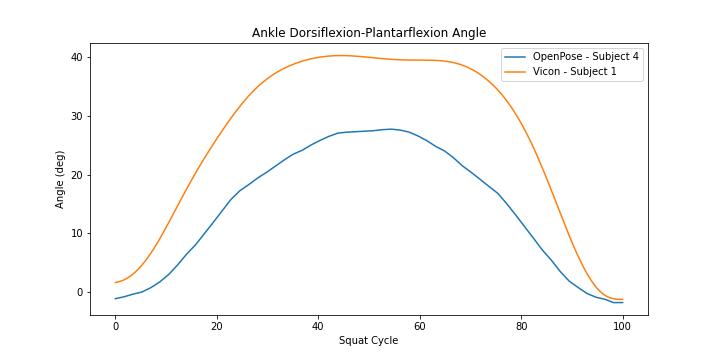 Ankle Dorsiflexion-Plantarflexion Angle
OpenPose - Subject 4
Vicon - Subject 1
Angle (deg)
40
30
20
10
0
0 20 40 60 80 100
Squat Cycle